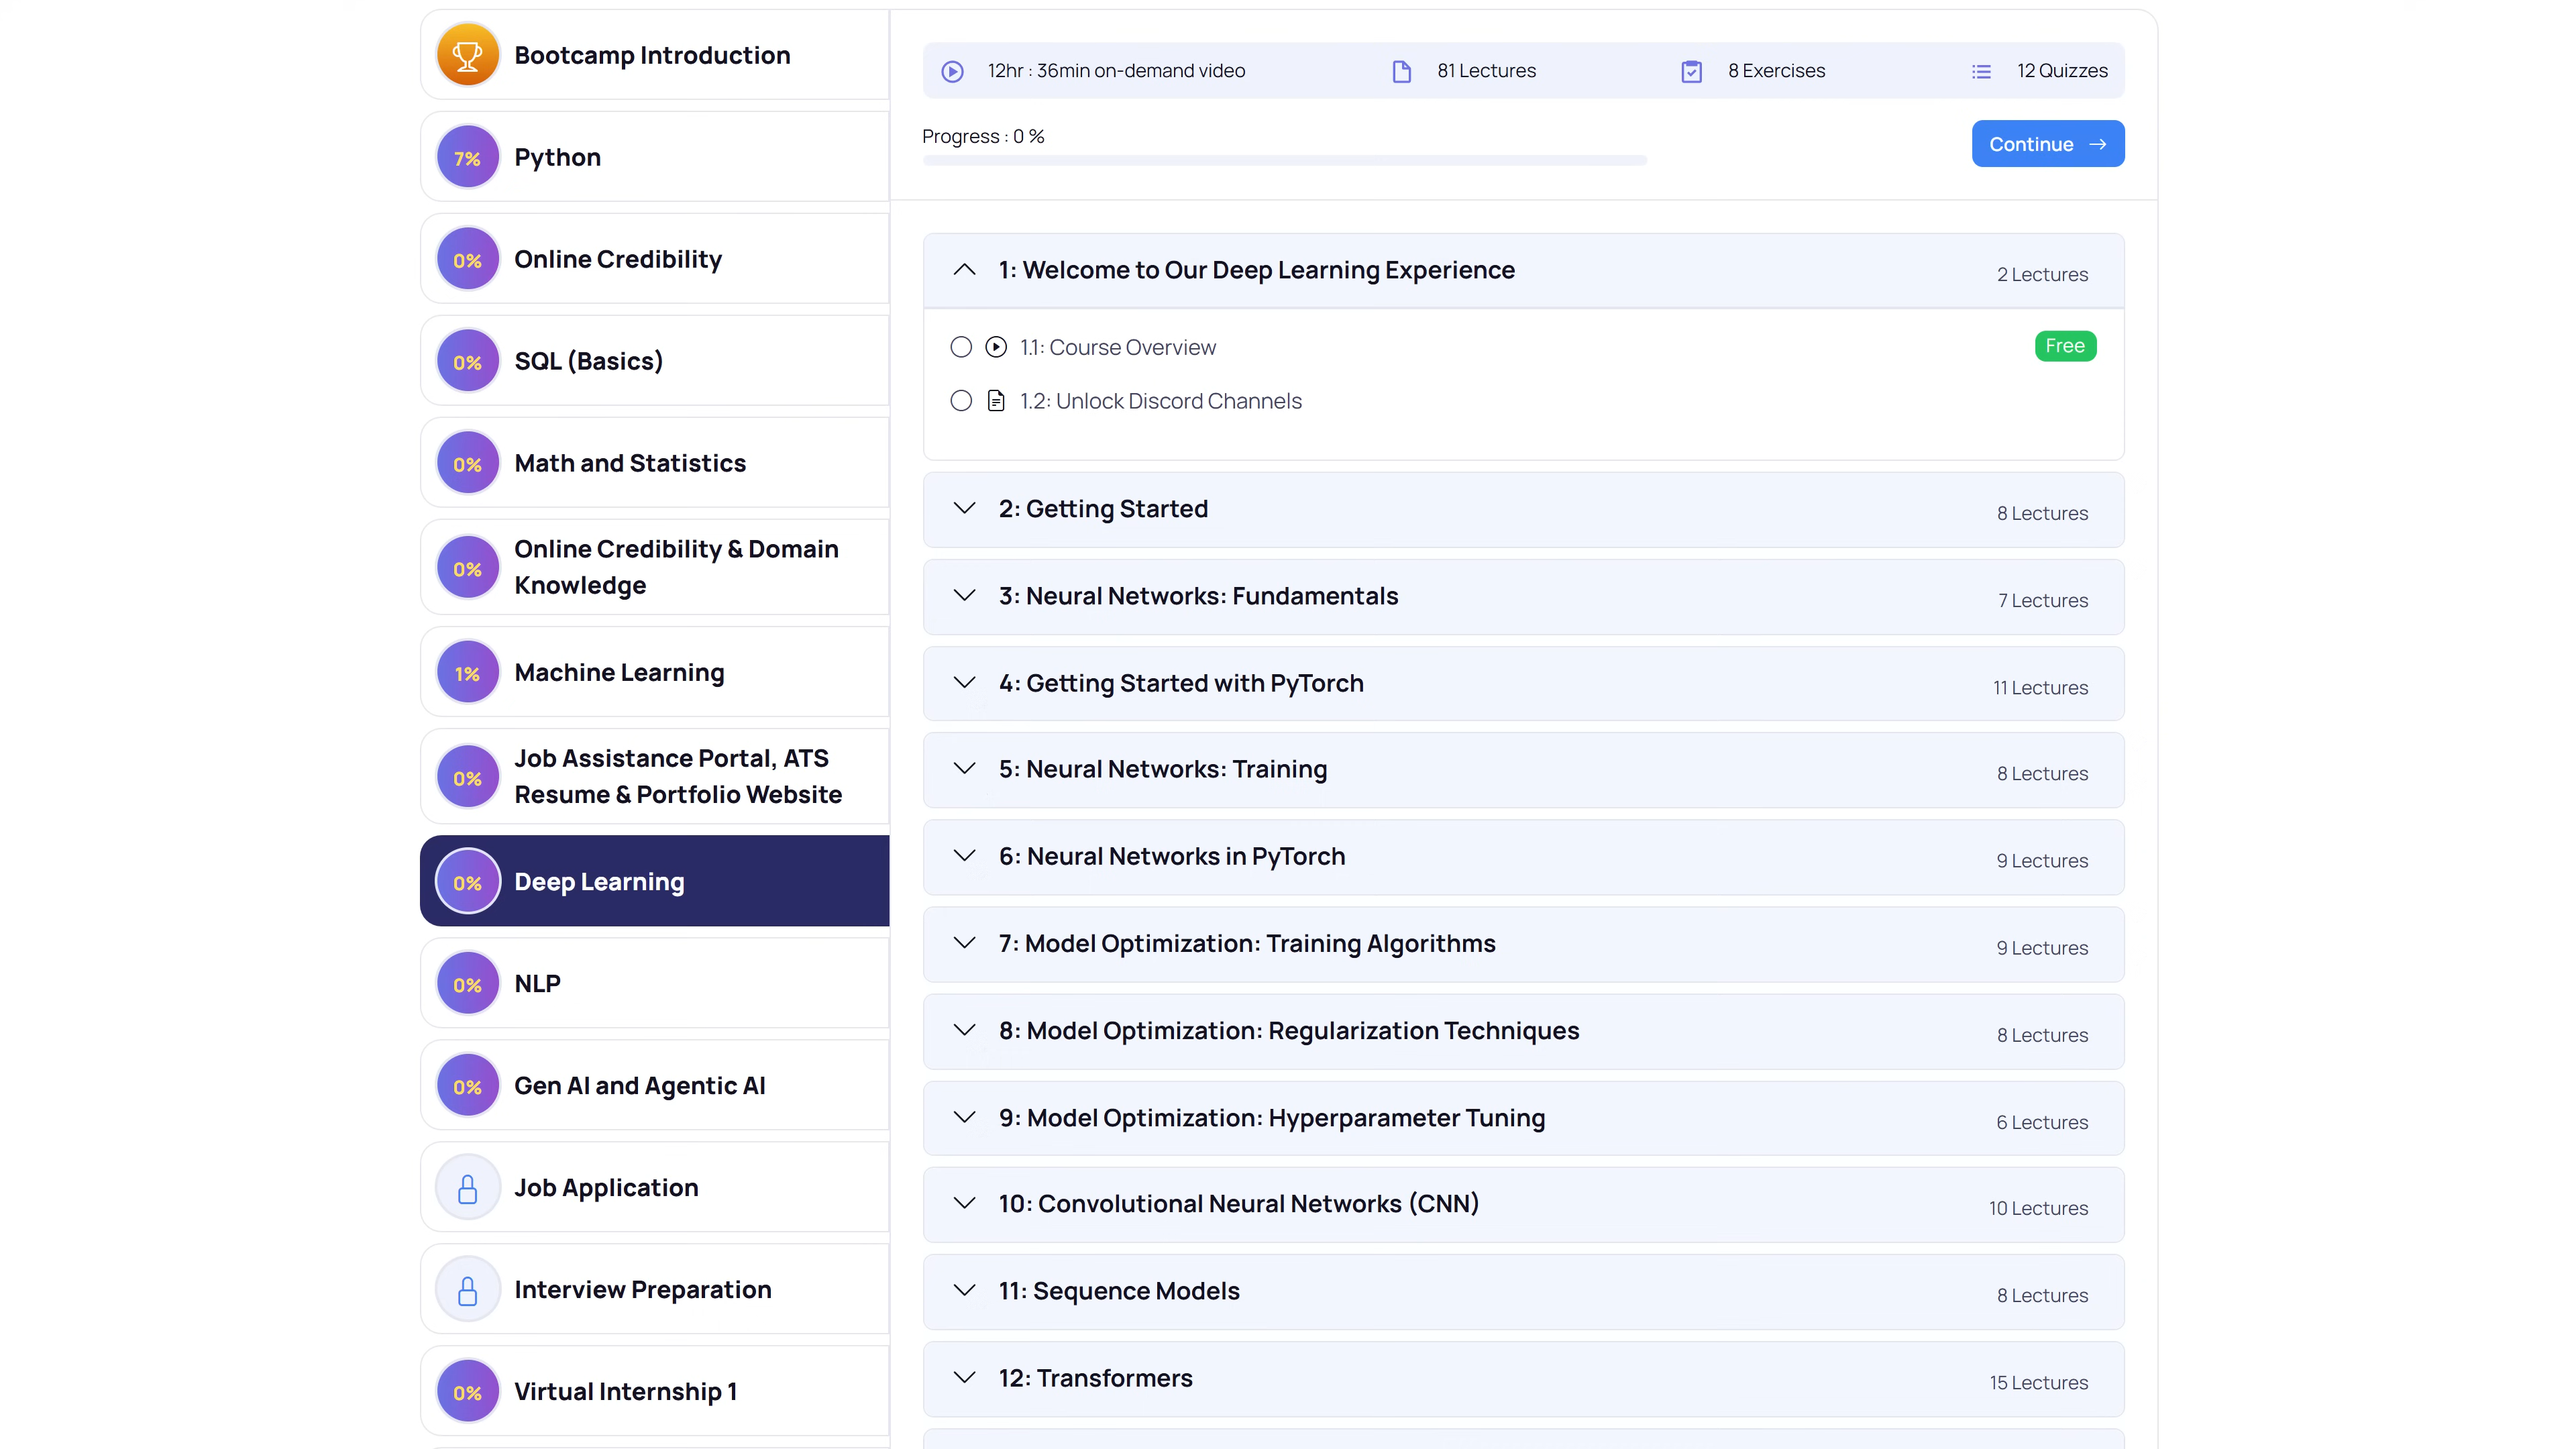 Bootcamp Introduction
7%
Python
0%
Online Credibility
0%
SQL (Basics)
0%
Math and Statistics
0%
Online Credibility & Domain
Knowledge
1%
Machine Learning
0%
Job Assistance Portal, ATS
Resume & Portfolio Website
0%
Deep Learning
0%
NLP
0%
Gen AI and Agentic AI
Job Application
Interview Preparation
0%
Virtual Internship 1
12hr : 36min on-demand video
81 Lectures
8 Exercises
12 Quizzes
Progress : 0 %
Continue →
1: Welcome to Our Deep Learning Experience
2 Lectures
1.1: Course Overview
Free
1.2: Unlock Discord Channels
2: Getting Started
8 Lectures
3: Neural Networks: Fundamentals
7 Lectures
4: Getting Started with PyTorch
11 Lectures
5: Neural Networks: Training
8 Lectures
6: Neural Networks in PyTorch
9 Lectures
7: Model Optimization: Training Algorithms
9 Lectures
8: Model Optimization: Regularization Techniques
8 Lectures
9: Model Optimization: Hyperparameter Tuning
6 Lectures
10: Convolutional Neural Networks (CNN)
10 Lectures
11: Sequence Models
8 Lectures
12: Transformers
15 Lectures